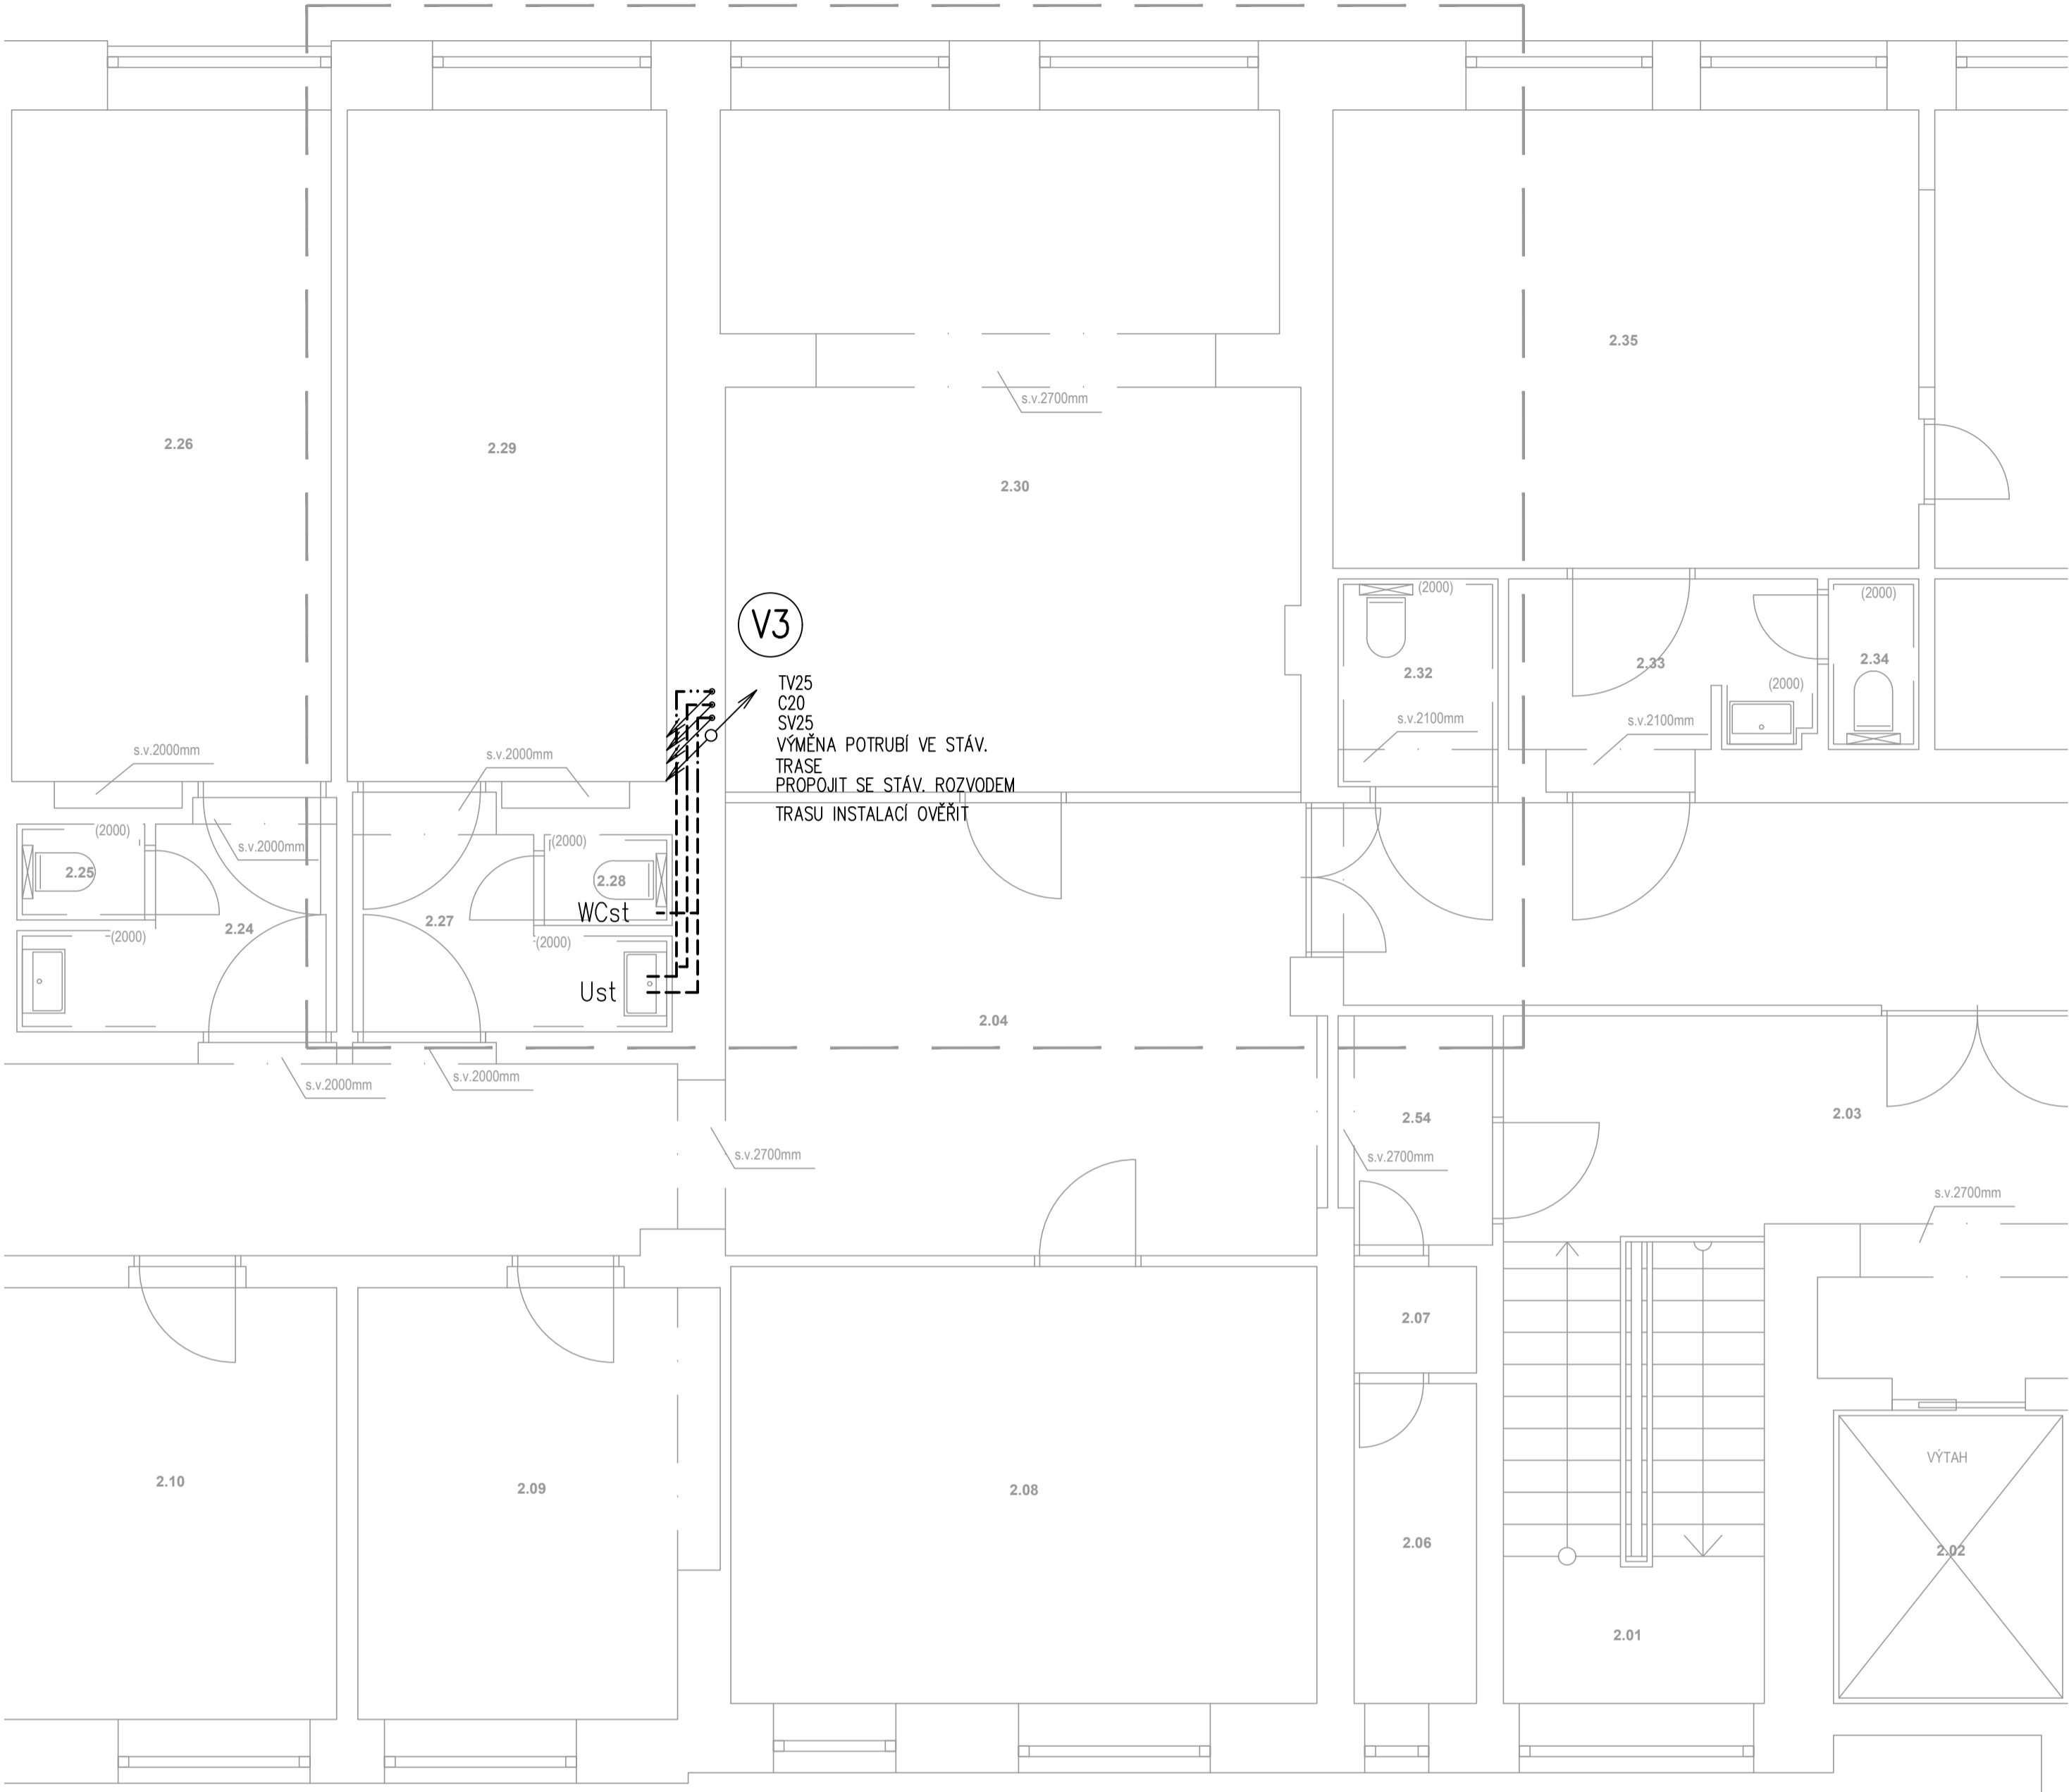 2.26
2.29
s.v.2700mm
2.35
2.30
V3
TV25
C20
SV25
VÝMĚNA POTRUBÍ VE STÁV.
TRASE
PROPOJIT SE STÁV. ROZVODEM
TRASU INSTALACÍ OVĚŘIT
(2000)
2.32
s.v.2100mm
2.33
(2000)
s.v.2100mm
(2000)
2.34
s.v.2000mm
s.v.2000mm
(2000)
s.v.2000mm
2.25
(2000)
2.24
(2000)
2.28
2.27
WCst
(2000)
Ust
2.04
s.v.2000mm
s.v.2000mm
s.v.2700mm
2.54
s.v.2700mm
2.03
s.v.2700mm
2.07
2.10
2.09
2.08
2.06
VÝTAH
2.02
2.01